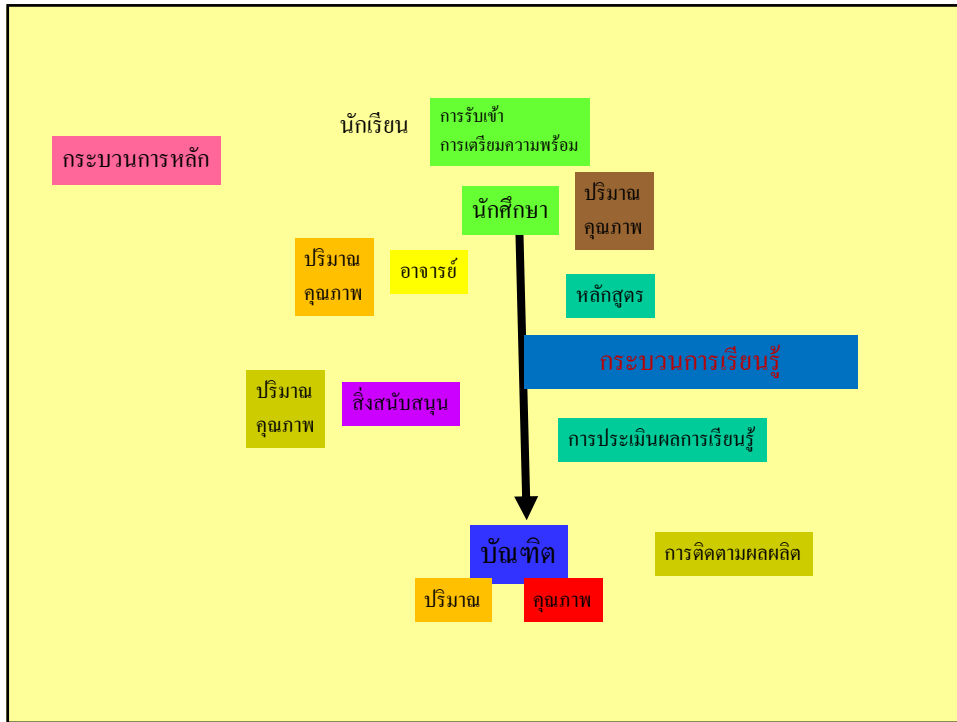 นักเรียน
การรับเข้า
การเตรียมความพร้อม
กระบวนการหลัก
นักศึกษา
ปริมาณ
คุณภาพ
ปริมาณ
คุณภาพ
อาจารย์
หลักสูตร
กระบวนการเรียนรู้
ปริมาณ
คุณภาพ
สิ่งสนับสนุน
การประเมินผลการเรียนรู้
บัณฑิต
การติดตามผลผลิต
ปริมาณ
คุณภาพ